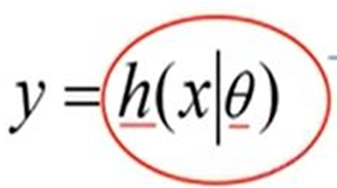 y = h(x|θ)